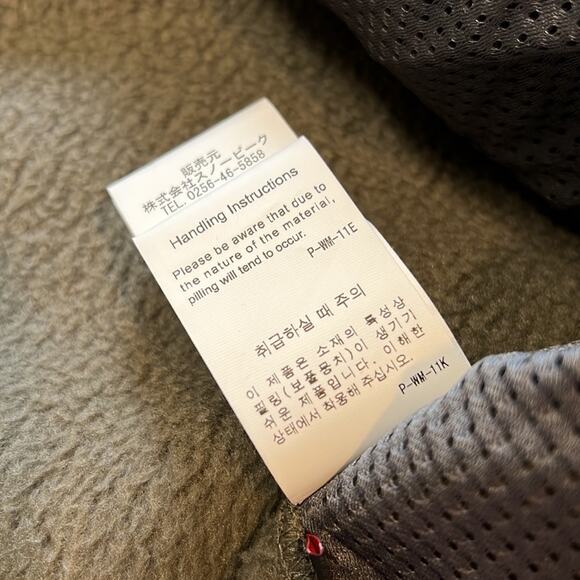 販売元
株式会社スノーピーク
TEL. 0256-46-5858
Handling Instructions
Please be aware that due to
the nature of the material,
pilling will tend to occur.
P-WM-11E
취급하실 때 주의
이 제품은 소재의 특성상
필링(보풀뭉치)이 생기기
쉬운 제품입니다. 이해한
상태에서 착용해 주십시오.
P-WM-11K